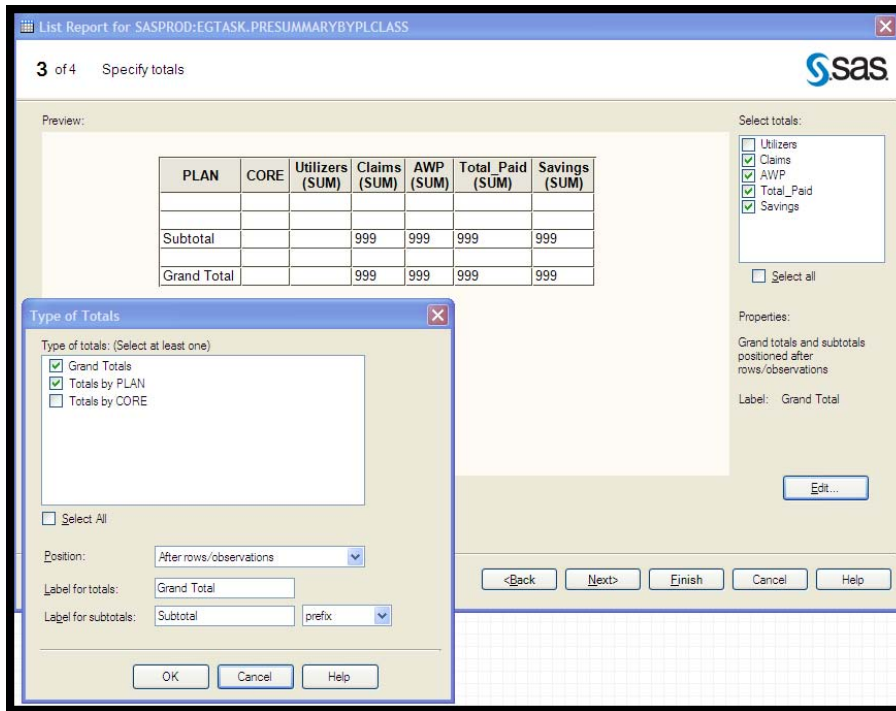 List Report for SASPROD:EGTASK.PRESUMMARYBYPLCLASS
3 of 4 Specify totals
sas
Preview:
PLAN CORE Utilizers (SUM) Claims (SUM) AWP (SUM) Total_Paid (SUM) Savings (SUM)
Subtotal 999 999 999 999
Grand Total 999 999 999 999
Select totals:
Utilizers
Claims
AWP
Total_Paid
Savings
Select all
Properties:
Grand totals and subtotals
positioned after
rows/observations
Label: Grand Total
Edit...
<Back Next> Finish Cancel Help
Type of Totals
Type of totals: (Select at least one)
Grand Totals
Totals by PLAN
Totals by CORE
Select All
Position: After rows/observations
Label for totals: Grand Total
Label for subtotals: Subtotal prefix
OK Cancel Help